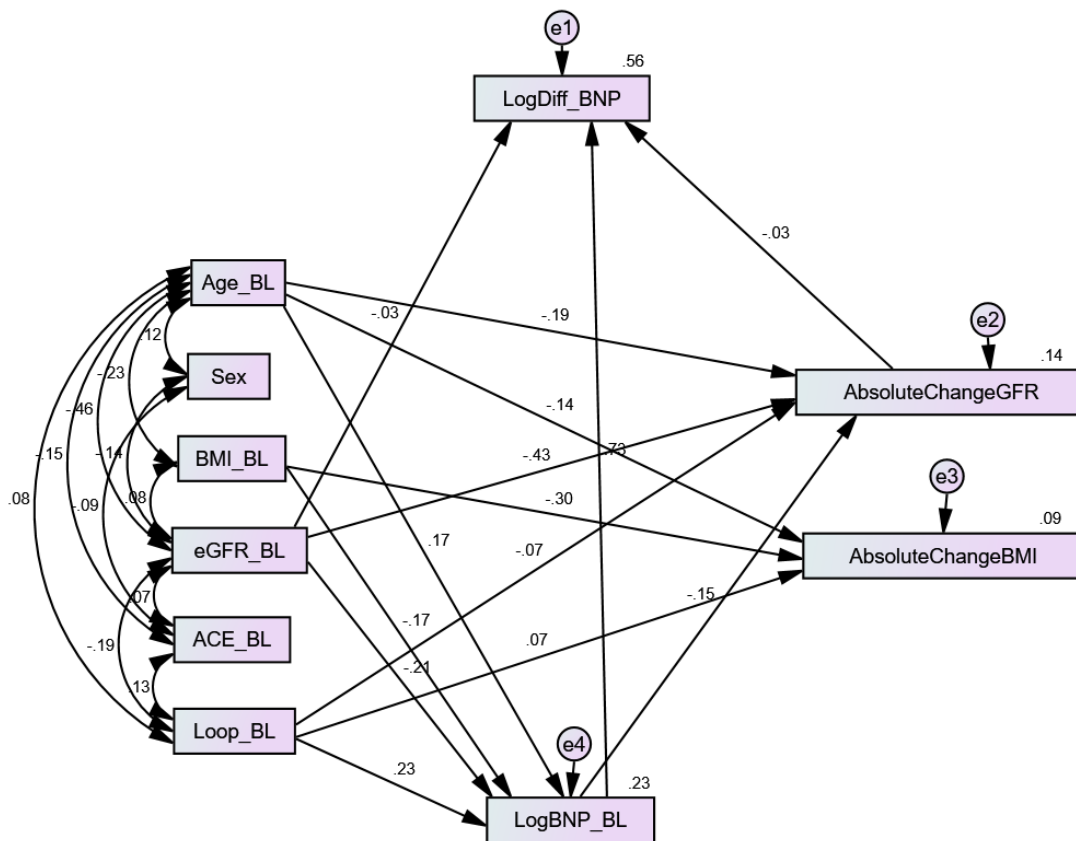 e1
.56
LogDiff_BNP
-.03
Age_BL
-.03
-.19
e2
.12
.14
Sex
AbsoluteChangeGFR
-.23
-.46
-.14
-.15
-.14
BMI_BL
-.43
.73
e3
.08
-.09
.08
-.30
.09
eGFR_BL
.17
-.07
AbsoluteChangeBMI
.07
-.15
-.17
ACE_BL
-.19
.07
-.21
.13
Loop_BL
e4
.23
.23
LogBNP_BL